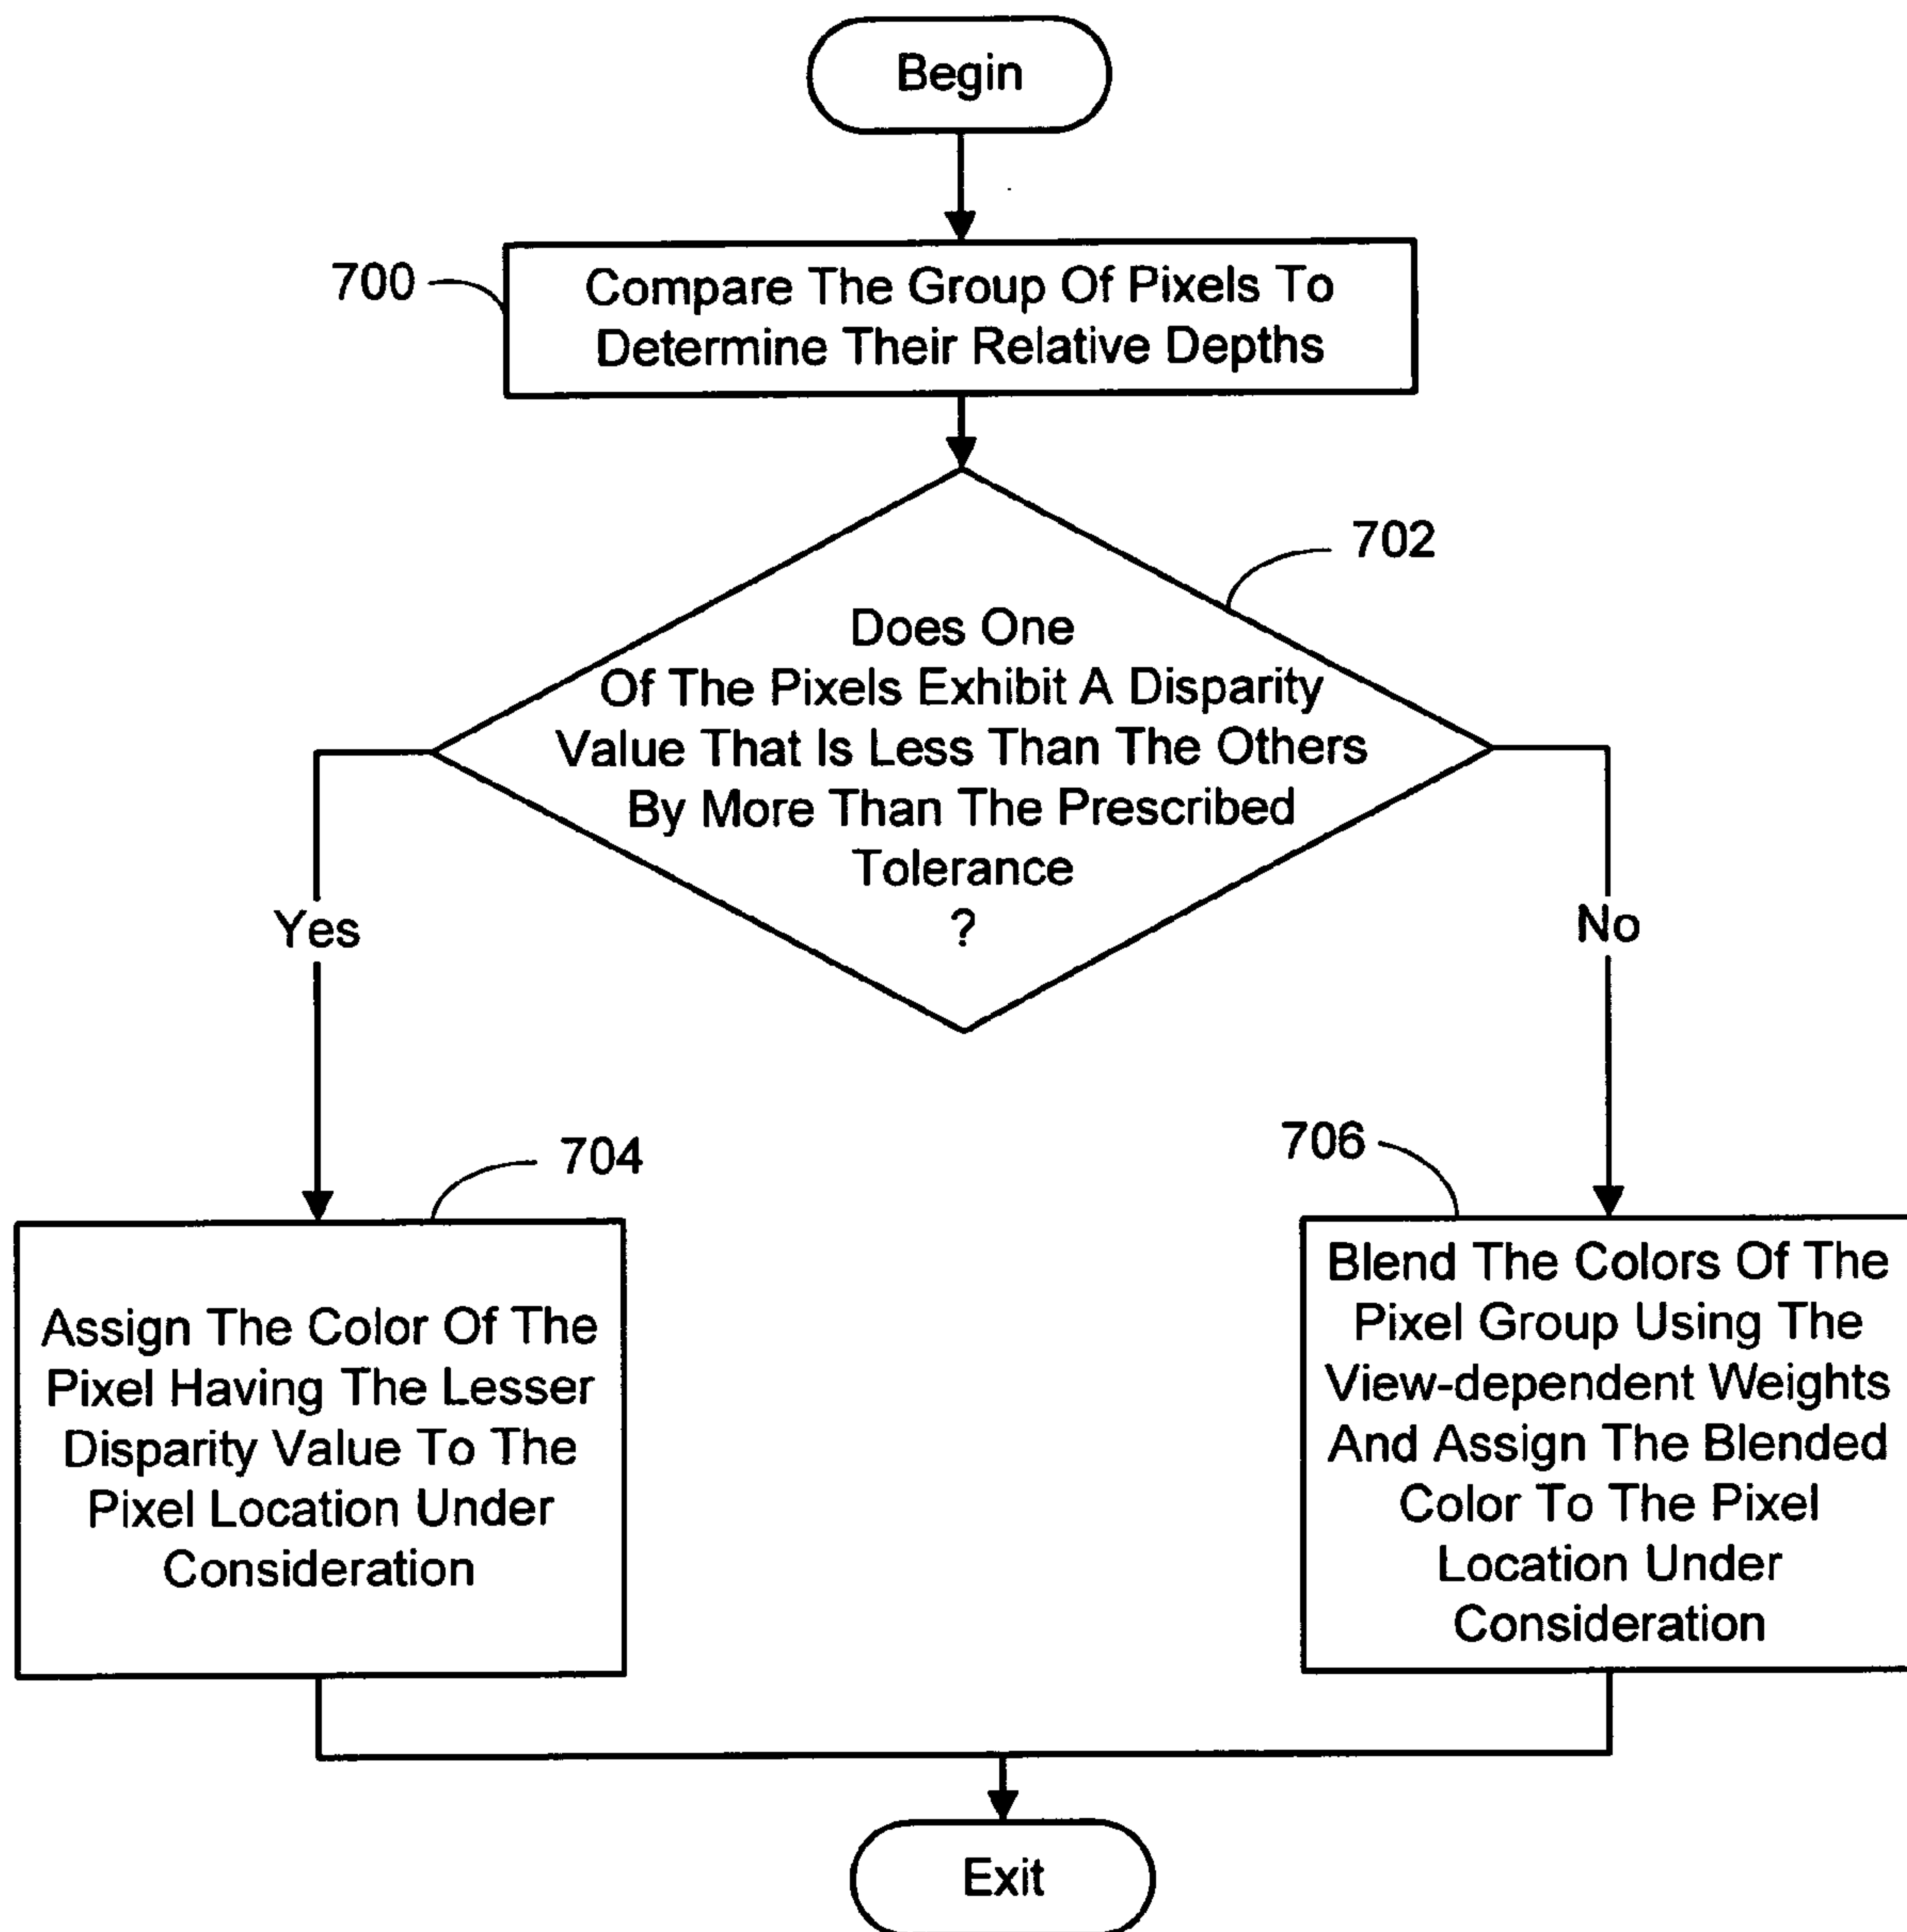 Begin
700
Compare The Group Of Pixels To
Determine Their Relative Depths
702
Does One
Of The Pixels Exhibit A Disparity
Value That Is Less Than The Others
By More Than The Prescribed
Tolerance
?
Yes
No
704
706
Assign The Color Of The
Pixel Having The Lesser
Disparity Value To The
Pixel Location Under
Consideration
Blend The Colors Of The
Pixel Group Using The
View-dependent Weights
And Assign The Blended
Color To The Pixel
Location Under
Consideration
Exit